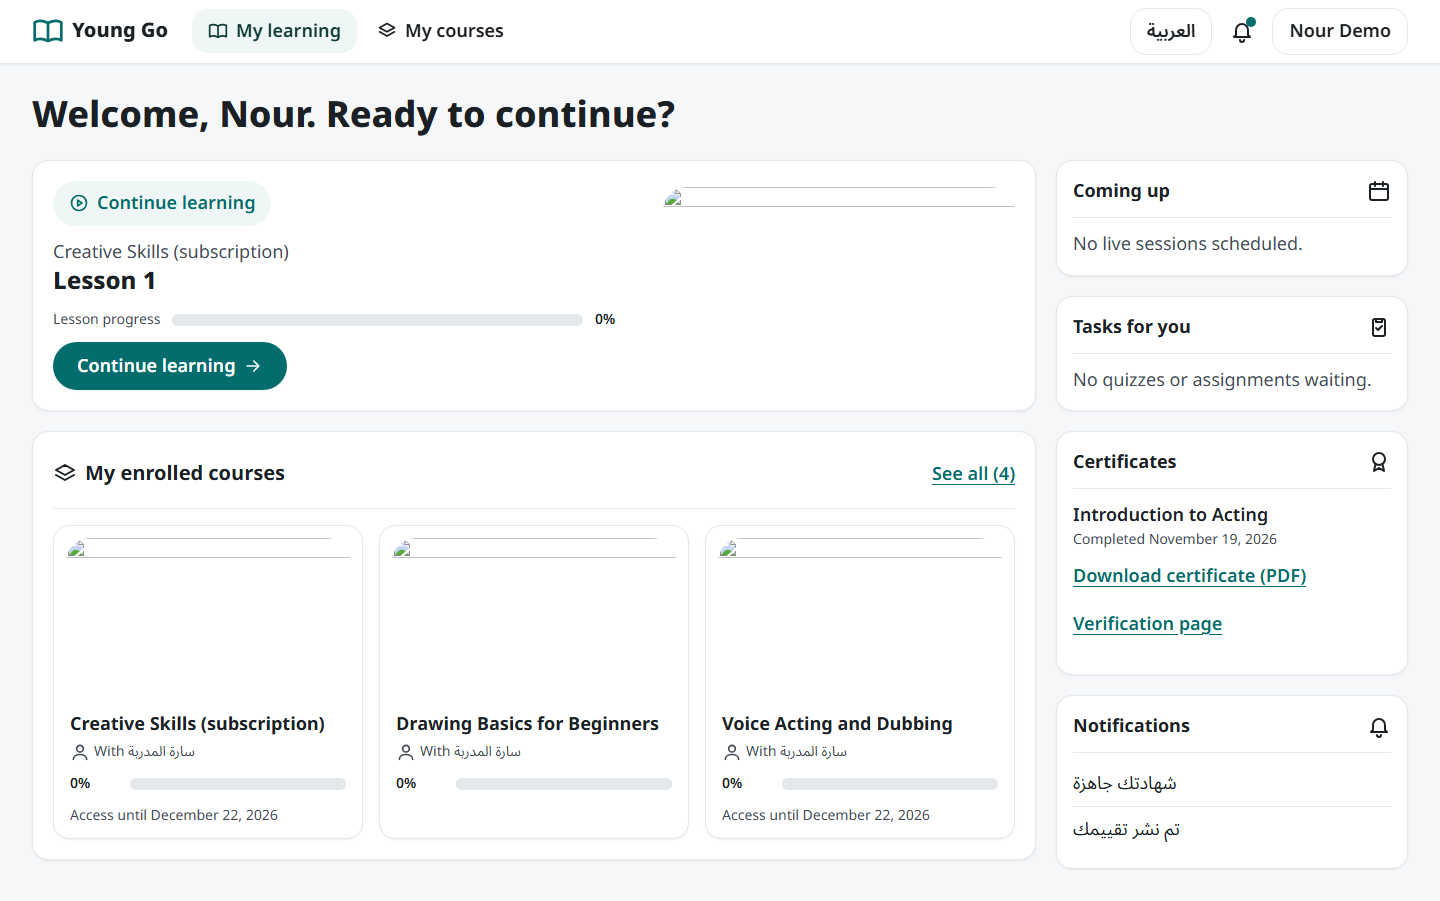 Young Go
My learning
My courses
العربية
Nour Demo
Welcome, Nour. Ready to continue?
Continue learning
Creative Skills (subscription)
Lesson 1
Lesson progress 0%
Continue learning →
My enrolled courses
See all (4)
Creative Skills (subscription)
With سارة المدربة
0%
Access until December 22, 2026
Drawing Basics for Beginners
With سارة المدربة
0%
Voice Acting and Dubbing
With سارة المدربة
0%
Access until December 22, 2026
Coming up
No live sessions scheduled.
Tasks for you
No quizzes or assignments waiting.
Certificates
Introduction to Acting
Completed November 19, 2026
Download certificate (PDF)
Verification page
Notifications
شهادتك جاهزة
تم نشر تقييمك